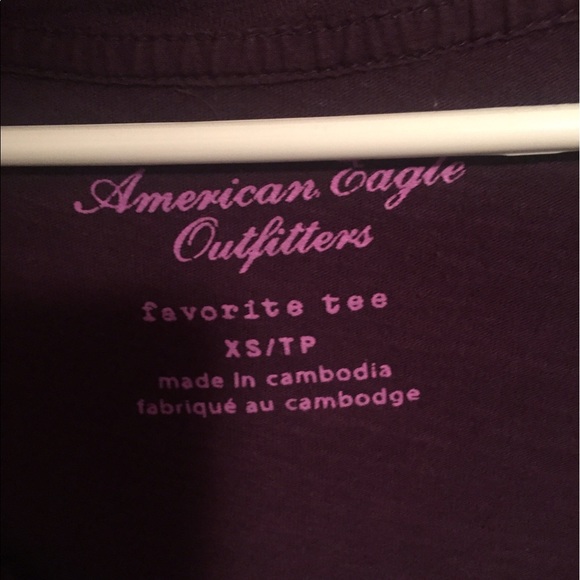 American Eagle
Outfitters
favorite tee
XS/TP
made in cambodia
fabriqué au cambodge